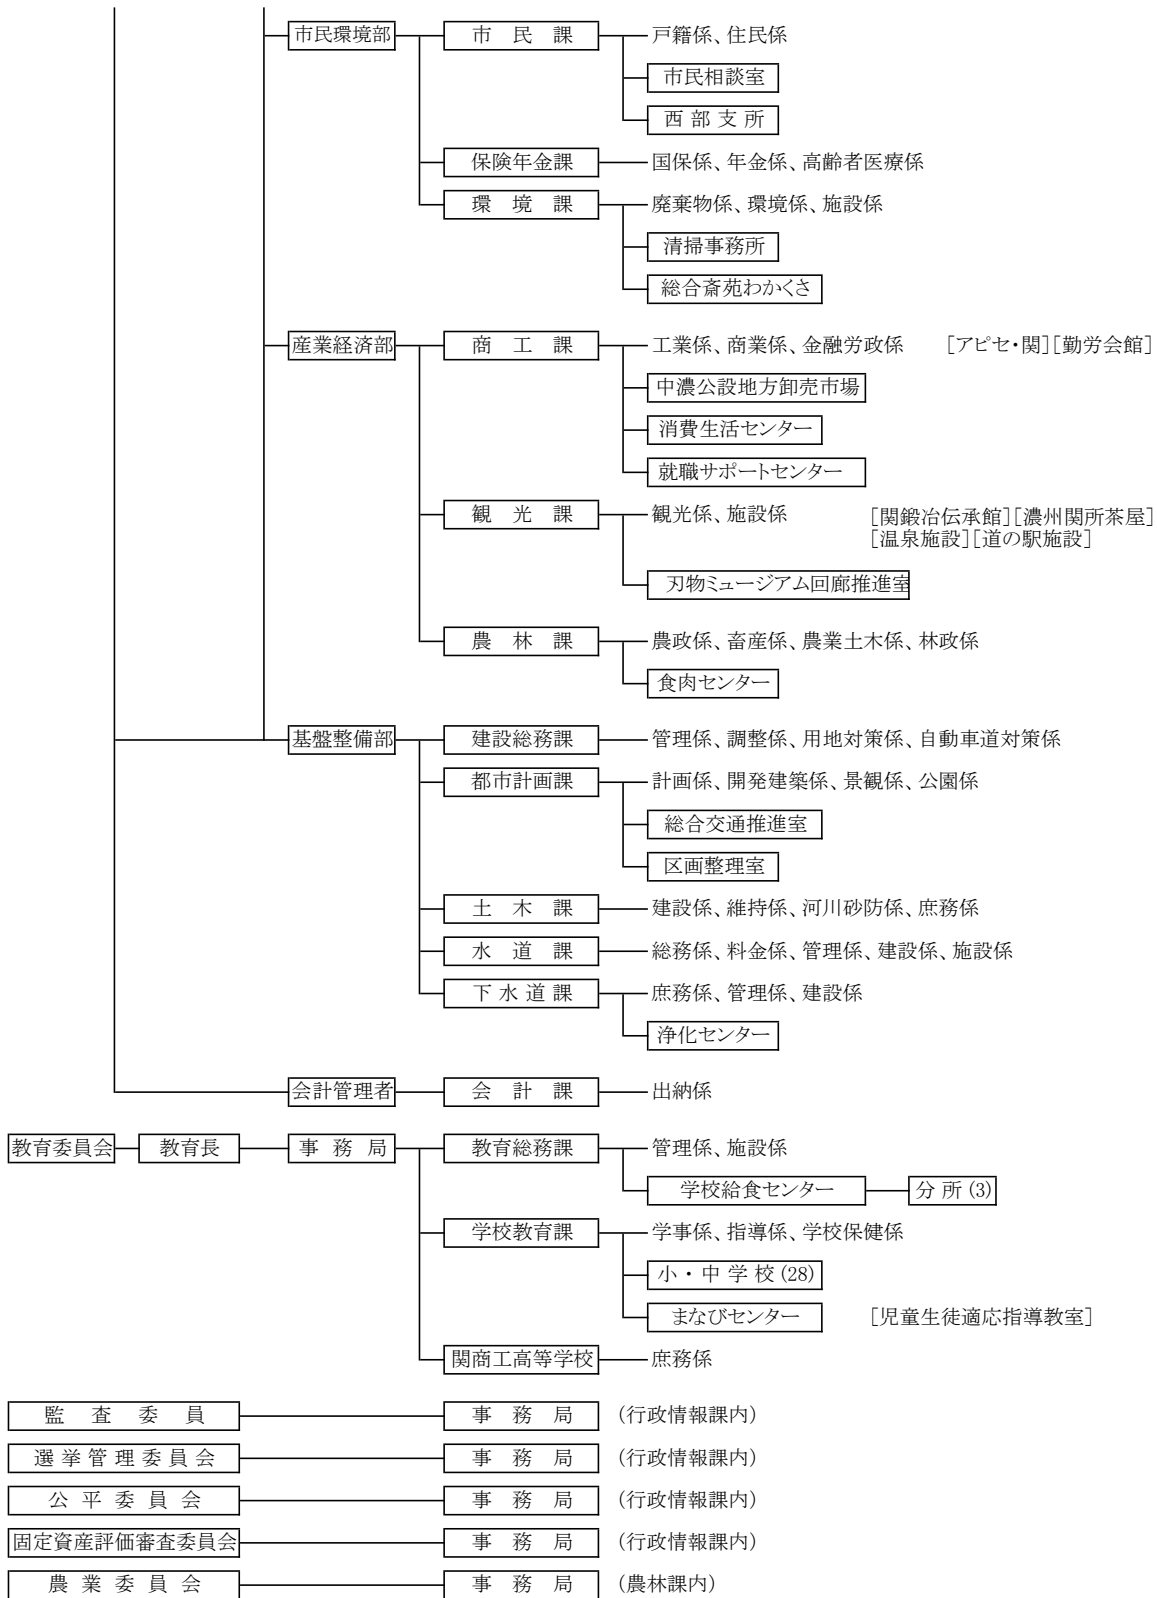 市民環境部 市民課 戸籍係、住民係
市民相談室
西部支所
保険年金課 国保係、年金係、高齢者医療係
環境課 廃棄物係、環境係、施設係
清掃事務所
総合斎苑わかくさ
産業経済部 商工課 工業係、商業係、金融労政係 [アピセ・関][勤労会館]
中濃公設地方卸売市場
消費生活センター
就職サポートセンター
観光課 観光係、施設係 [関鍛冶伝承館][濃州関所茶屋]
[温泉施設][道の駅施設]
刃物ミュージアム回廊推進室
農林課 農政係、畜産係、農業土木係、林政係
食肉センター
基盤整備部 建設総務課 管理係、調整係、用地対策係、自動車道対策係
都市計画課 計画係、開発建築係、景観係、公園係
総合交通推進室
区画整理室
土木課 建設係、維持係、河川砂防係、庶務係
水道課 総務係、料金係、管理係、建設係、施設係
下水道課 庶務係、管理係、建設係
浄化センター
会計管理者 会計課 出納係
教育委員会 教育長 事務局 教育総務課 管理係、施設係
学校給食センター 分所(3)
学校教育課 学事係、指導係、学校保健係
小・中学校(28)
まなびセンター [児童生徒適応指導教室]
関商工高等学校 庶務係
監査委員 事務局 (行政情報課内)
選挙管理委員会 事務局 (行政情報課内)
公平委員会 事務局 (行政情報課内)
固定資産評価審査委員会 事務局 (行政情報課内)
農業委員会 事務局 (農林課内)